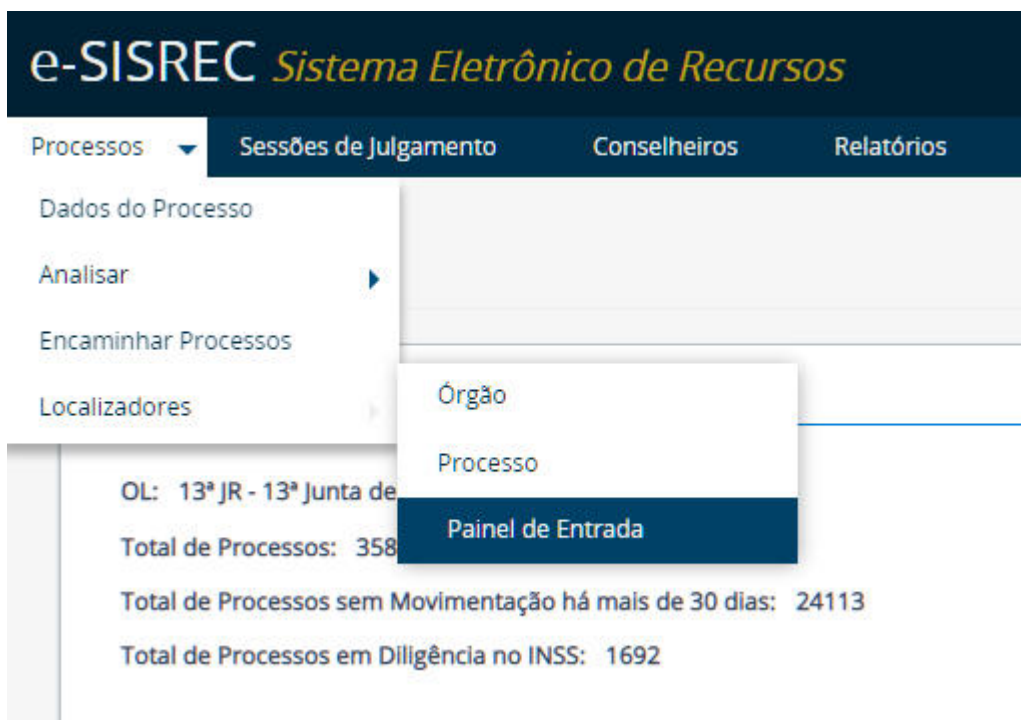 e-SISREC Sistema Eletrônico de Recursos
Processos Sessões de Julgamento Conselheiros Relatórios
Dados do Processo
Analisar
Encaminhar Processos
Localizadores
Órgão
Processo
Painel de Entrada
OL: 13ª JR - 13ª Junta de
Total de Processos: 358
Total de Processos sem Movimentação há mais de 30 dias: 24113
Total de Processos em Diligência no INSS: 1692